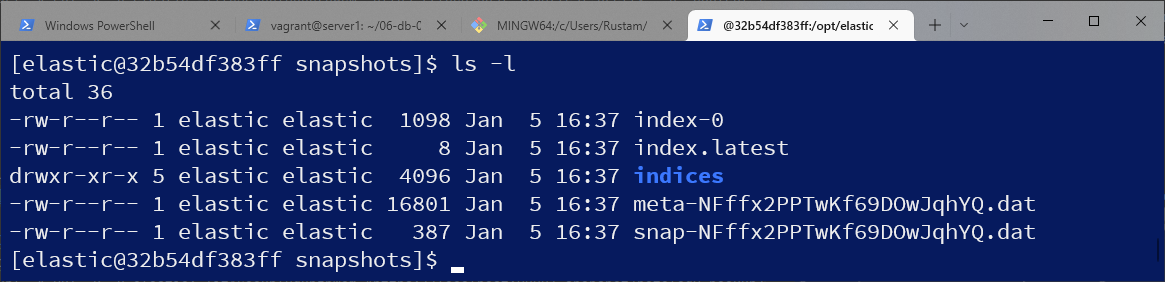 Windows PowerShell
vagrant@server1: ~/06-db-0
MINGW64:/c/Users/Rustam/
@32b54df383ff:/opt/elastic
[elastic@32b54df383ff snapshots]$ ls -l
total 36
-rw-r--r-- 1 elastic elastic  1098 Jan  5 16:37 index-0
-rw-r--r-- 1 elastic elastic     8 Jan  5 16:37 index.latest
drwxr-xr-x 5 elastic elastic  4096 Jan  5 16:37 indices
-rw-r--r-- 1 elastic elastic 16801 Jan  5 16:37 meta-NFffx2PPTwKf69DOwJqhYQ.dat
-rw-r--r-- 1 elastic elastic   387 Jan  5 16:37 snap-NFffx2PPTwKf69DOwJqhYQ.dat
[elastic@32b54df383ff snapshots]$